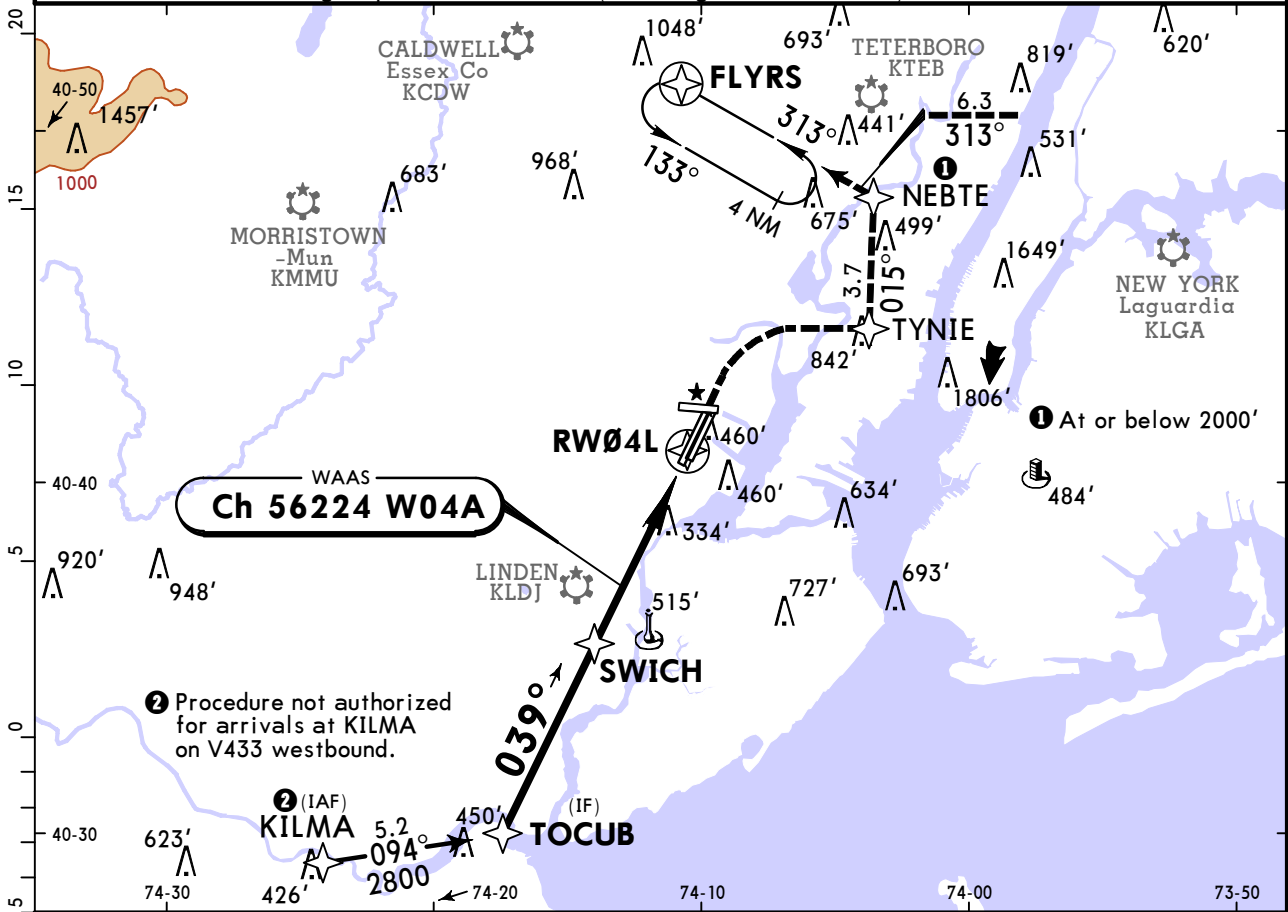 20
1048'
693'
620'
CALDWELL
Essex Co
KCDW
TETERBORO
KTEB
819'
FLYRS
40-50
1457'
6.3
313°
313°
441'
531'
133°
968'
683'
1000
❶
NEBTE
15
4 NM
675'
499'
MORRISTOWN
-Mun
KMMU
1649'
NEW YORK
Laguardia
KLGA
3.7
015°
TYNIE
842'
10
1806'
❶ At or below 2000'
RWØ4L
460'
WAAS
Ch 56224 W04A
40-40
460'
484'
634'
334'
5
920'
948'
LINDEN
KLDJ
515'
727'
693'
SWICH
❷ Procedure not authorized
for arrivals at KILMA
on V433 westbound.
0
039°
❷ (IAF)
KILMA
450'
(IF)
TOCUB
40-30
623'
5.2
094°
2800
426'
74-30
74-20
74-10
74-00
73-50
5